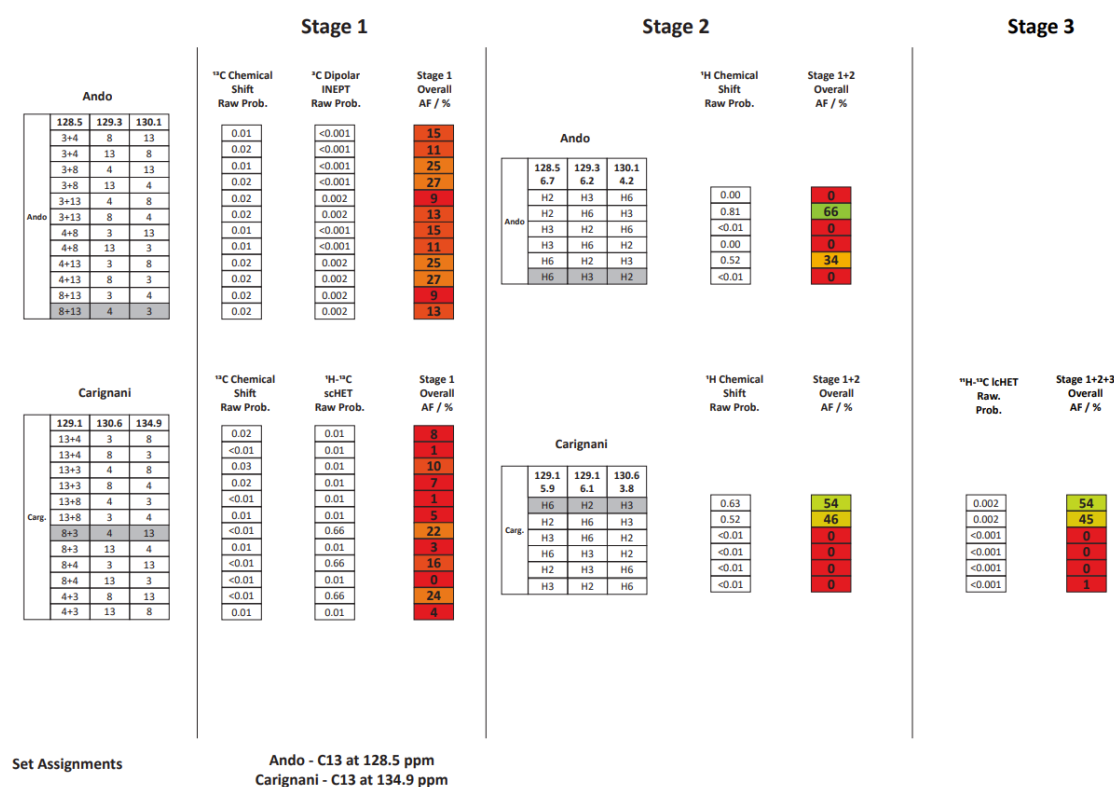 Stage 1
Stage 2
Stage 3
Ando
¹³C Chemical
Shift
Raw Prob.
³C Dipolar
INEPT
Raw Prob.
Stage 1
Overall
AF / %
128.5 129.3 130.1
Ando
3+4 8 13 0.01 <0.001 15
3+4 13 8 0.02 <0.001 11
3+8 4 13 0.01 <0.001 25
3+8 13 4 0.02 <0.001 27
3+13 4 8 0.02 0.002 9
3+13 8 4 0.02 0.002 13
4+8 3 13 0.01 <0.001 15
4+8 13 3 0.01 <0.001 11
4+13 3 8 0.02 <0.001 25
4+13 8 3 0.02 <0.001 27
8+13 3 4 0.02 0.002 9
8+13 4 3 0.02 0.002 13
¹H Chemical
Shift
Raw Prob.
Stage 1+2
Overall
AF / %
Ando
128.5 129.3 130.1
6.7 6.2 4.2
Ando
H2 H3 H6 0.00 0
H2 H6 H3 0.81 66
H3 H2 H6 <0.01 0
H3 H6 H2 0.00 0
H6 H2 H3 0.52 34
H6 H3 H2 <0.01 0
Carignani
¹³C Chemical
Shift
Raw Prob.
¹H-¹³C
scHET
Raw Prob.
Stage 1
Overall
AF / %
129.1 130.6 134.9
Carg.
13+4 3 8 0.02 0.01 8
13+4 8 3 <0.01 0.01 1
13+3 4 8 0.03 0.01 10
13+3 8 4 0.02 0.01 7
13+8 4 3 <0.01 0.01 1
13+8 3 4 0.01 0.01 5
8+3 4 13 <0.01 0.66 22
8+3 13 4 0.01 0.01 3
8+4 3 13 <0.01 0.66 16
8+4 13 3 <0.01 0.01 0
4+3 8 13 <0.01 0.66 24
4+3 13 8 0.01 0.01 4
¹H Chemical
Shift
Raw Prob.
Stage 1+2
Overall
AF / %
Carignani
129.1 129.1 130.6
5.9 6.1 3.8
Carg.
H6 H2 H3 0.63 54
H2 H6 H3 0.52 46
H3 H6 H2 <0.01 0
H6 H3 H2 <0.01 0
H2 H3 H6 <0.01 0
H3 H2 H6 <0.01 0
¹¹H-¹³C lcHET
Raw.
Prob.
Stage 1+2+3
Overall
AF / %
0.002 54
0.002 45
<0.001 0
<0.001 0
<0.001 0
<0.001 1
Set Assignments
Ando - C13 at 128.5 ppm
Carignani - C13 at 134.9 ppm